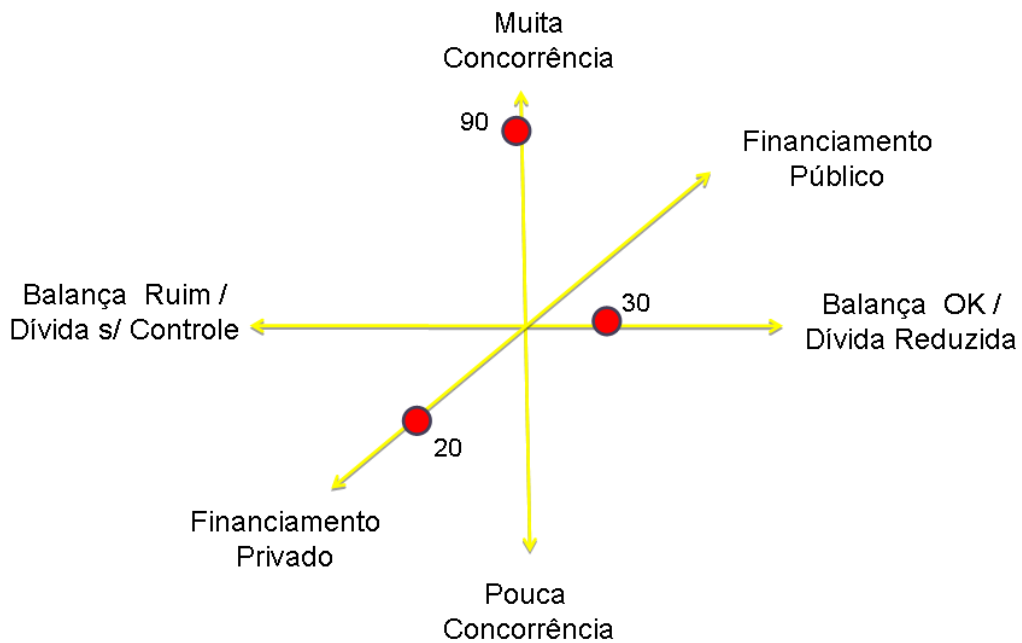 Muita
Concorrência
90
Financiamento
Público
Balança Ruim /
Dívida s/ Controle
30
Balança OK /
Dívida Reduzida
20
Financiamento
Privado
Pouca
Concorrência